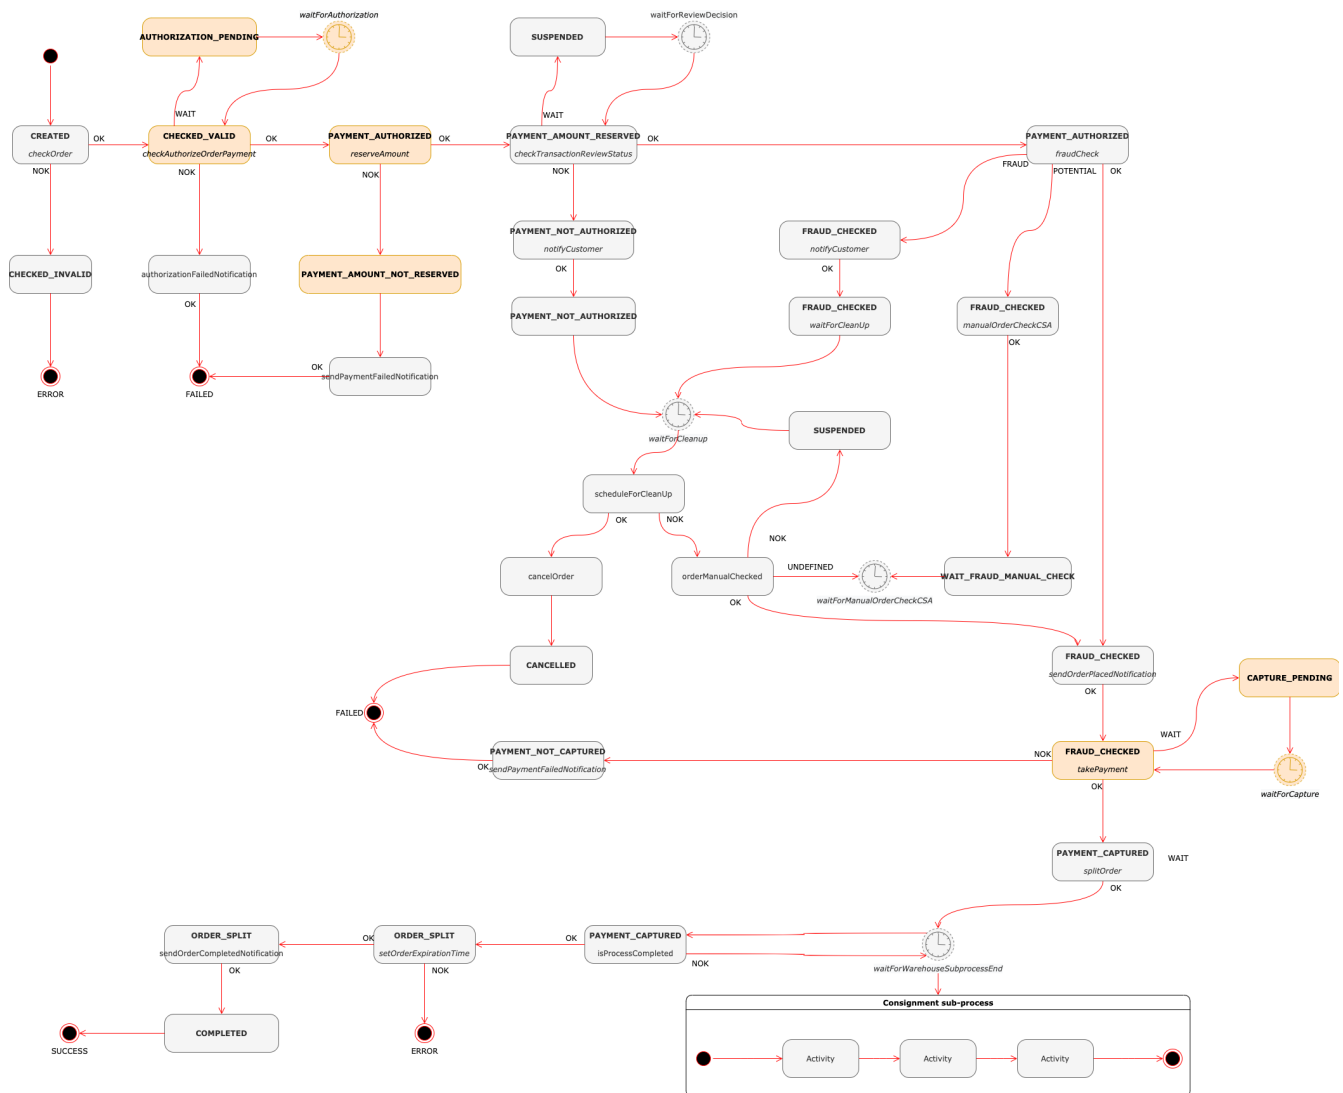 waitForAuthorization
waitForReviewDecision
AUTHORIZATION_PENDING
SUSPENDED
WAIT
WAIT
CREATED
checkOrder
OK
CHECKED_VALID
checkAuthorizeOrderPayment
OK
PAYMENT_AUTHORIZED
reserveAmount
OK
PAYMENT_AMOUNT_RESERVED
checkTransactionReviewStatus
OK
PAYMENT_AUTHORIZED
fraudCheck
NOK
NOK
NOK
NOK
FRAUD
POTENTIAL
OK
PAYMENT_NOT_AUTHORIZED
notifyCustomer
FRAUD_CHECKED
notifyCustomer
OK
OK
CHECKED_INVALID
authorizationFailedNotification
PAYMENT_AMOUNT_NOT_RESERVED
OK
PAYMENT_NOT_AUTHORIZED
FRAUD_CHECKED
waitForCleanUp
FRAUD_CHECKED
manualOrderCheckCSA
OK
OK
sendPaymentFailedNotification
ERROR
FAILED
waitForCleanup
SUSPENDED
scheduleForCleanUp
OK
NOK
NOK
cancelOrder
orderManualChecked
UNDEFINED
waitForManualOrderCheckCSA
WAIT_FRAUD_MANUAL_CHECK
OK
CANCELLED
FRAUD_CHECKED
sendOrderPlacedNotification
OK
CAPTURE_PENDING
FAILED
WAIT
PAYMENT_NOT_CAPTURED
sendPaymentFailedNotification
OK
NOK
FRAUD_CHECKED
takePayment
OK
waitForCapture
PAYMENT_CAPTURED
splitOrder
WAIT
OK
ORDER_SPLIT
sendOrderCompletedNotification
OK
OK
ORDER_SPLIT
setOrderExpirationTime
NOK
OK
PAYMENT_CAPTURED
isProcessCompleted
NOK
waitForWarehouseSubprocessEnd
Consignment sub-process
COMPLETED
SUCCESS
ERROR
Activity
Activity
Activity